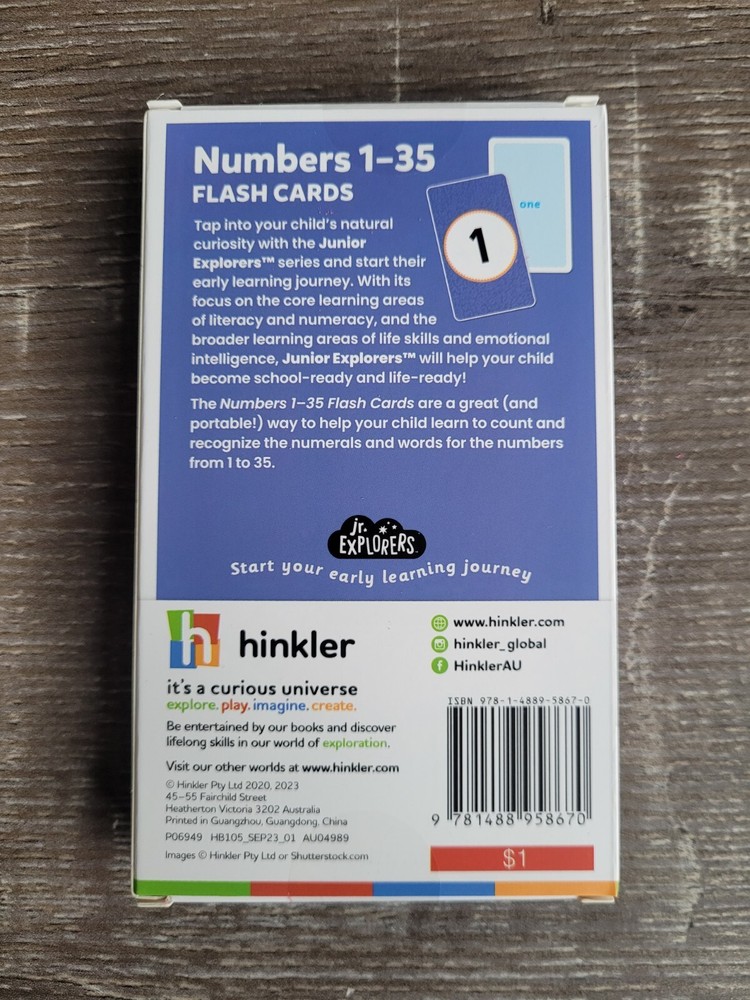 Numbers 1–35
FLASH CARDS
one
1
Tap into your child's natural
curiosity with the Junior
Explorers™ series and start their
early learning journey. With its
focus on the core learning areas
of literacy and numeracy, and the
broader learning areas of life skills and emotional
intelligence, Junior Explorers™ will help your child
become school-ready and life-ready!
The Numbers 1–35 Flash Cards are a great (and
portable!) way to help your child learn to count and
recognize the numerals and words for the numbers
from 1 to 35.
jr.
EXPLORERS
Start your early learning journey
h
hinkler
it's a curious universe
explore. play. imagine. create.
Be entertained by our books and discover
lifelong skills in our world of exploration.
Visit our other worlds at www.hinkler.com
© Hinkler Pty Ltd 2020, 2023
45–55 Fairchild Street
Heatherton Victoria 3202 Australia
Printed in Guangzhou, Guangdong, China
P06949 HB105_SEP23_01 AU04989
Images © Hinkler Pty Ltd or Shutterstock.com
www.hinkler.com
hinkler_global
f
HinklerAU
ISBN 978-1-4889-5867-0
9 781488 958670
$1